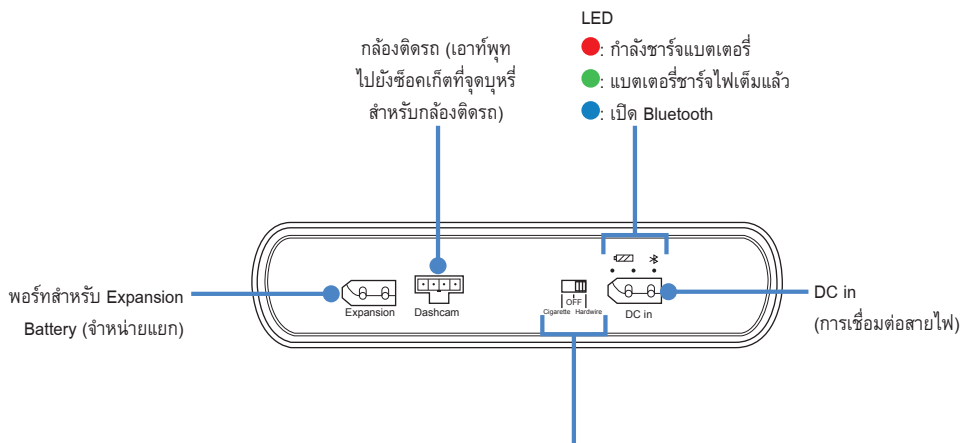 LED
: กำลังชาร์จแบตเตอรี่
: แบตเตอรี่ชาร์จไฟเต็มแล้ว
: เปิด Bluetooth
กล้องติดรถ (เอาท์พุท
ไปยังซ็อคเก็ตที่จุดบุหรี่
สำหรับกล้องติดรถ)
พอร์ทสำหรับ Expansion
Battery (จำหน่ายแยก)
Expansion
Dashcam
OFF
Cigarette Hardwire
DC in
DC in
(การเชื่อมต่อสายไฟ)